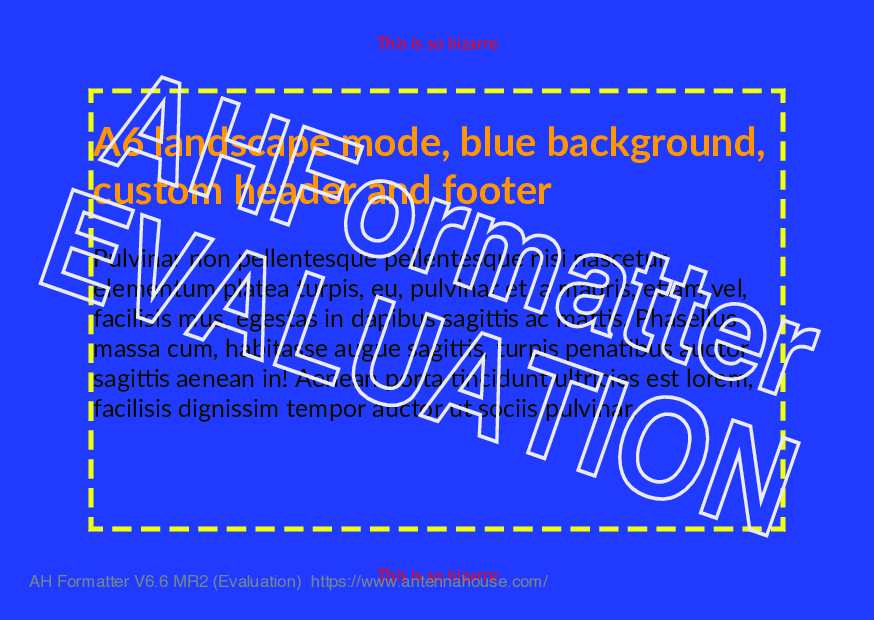 This is so bizarre
A6 landscape mode, blue background,
custom header and footer
Pulvinar non pellentesque pellentesque nisi nascetur
elementum platea turpis, eu, pulvinar et, a mauris, etiam vel,
facilisis mus, egestas in dapibus sagittis ac mattis. Phasellus
massa cum, habitasse augue sagittis, turpis penatibus auctor
sagittis aenean in! Aenean porta tincidunt ultricies est lorem,
facilisis dignissim tempor auctor ut sociis pulvinar.
AHFormatter
EVALUATION
This is so bizarre
AH Formatter V6.6 MR2 (Evaluation)  https://www.antennahouse.com/